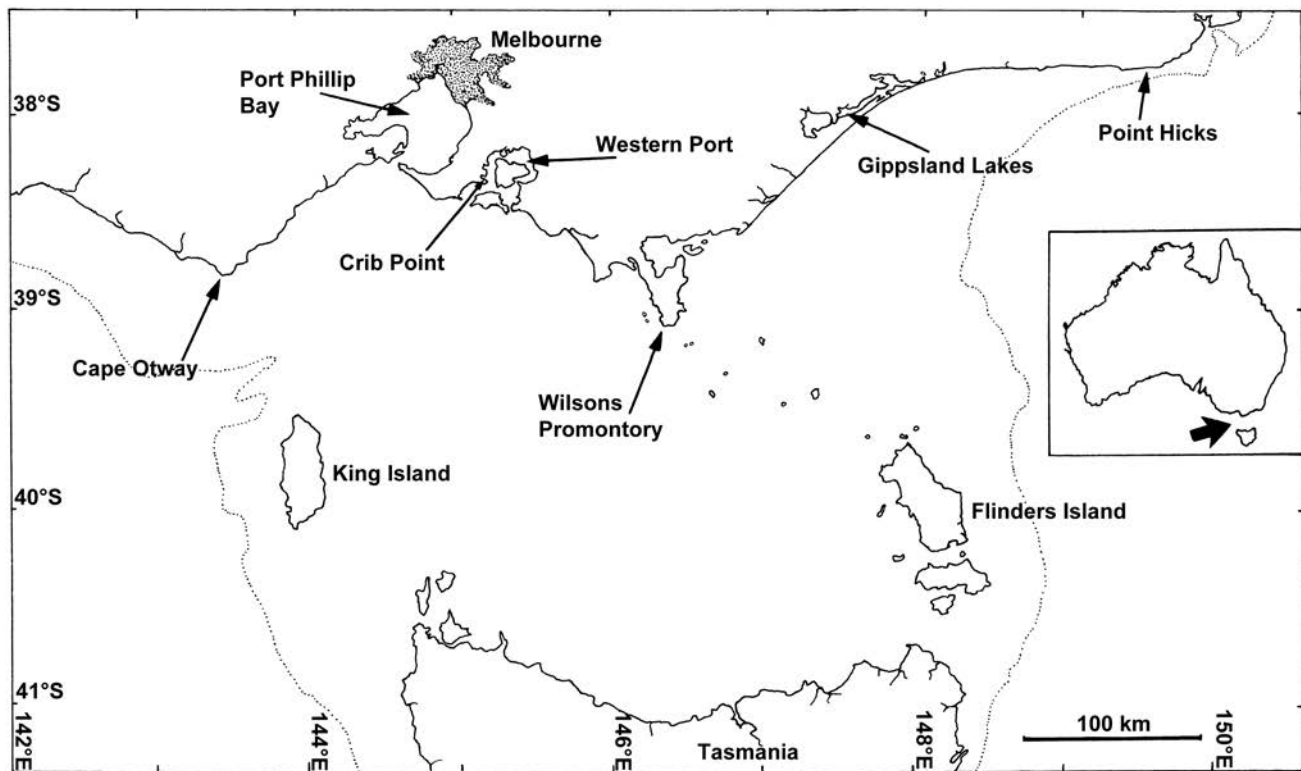 Melbourne
Port Phillip
Bay
38°S
Western Port
Point Hicks
Gippsland Lakes
Crib Point
39°S
Cape Otway
Wilsons
Promontory
King Island
40°S
Flinders Island
41°S
100 km
Tasmania
142°E
144°E
146°E
148°E
150°E